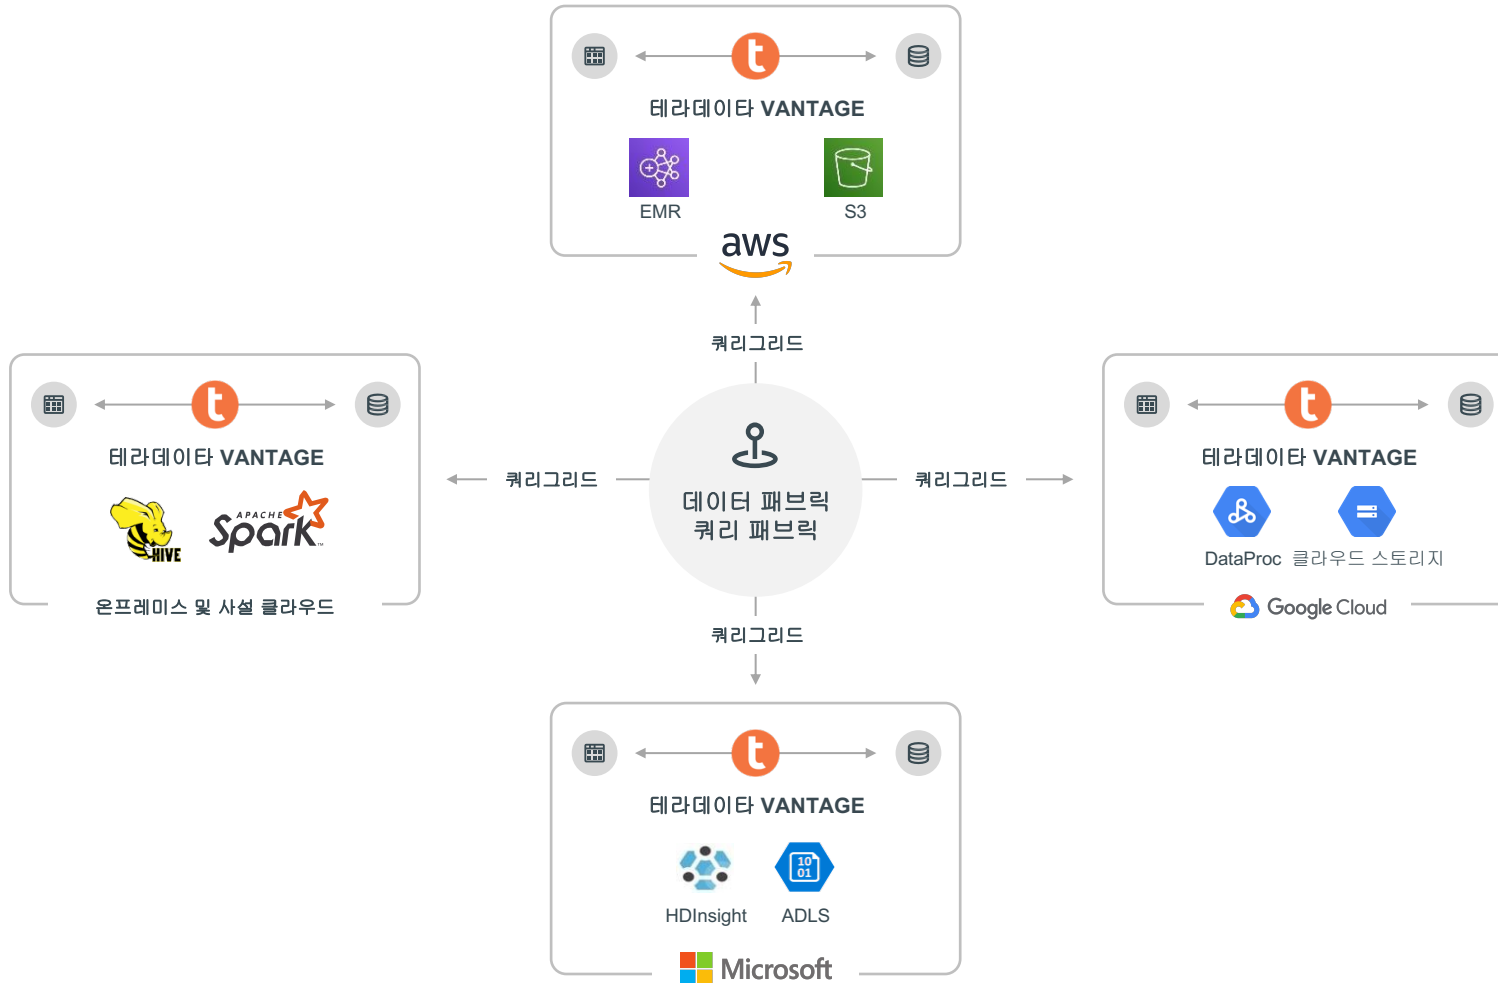 테라데이타 VANTAGE
EMR
S3
aws
쿼리그리드
테라데이타 VANTAGE
HIVE
APACHE
Spark
온프레미스 및 사설 클라우드
쿼리그리드
데이터 패브릭
쿼리 패브릭
쿼리그리드
테라데이타 VANTAGE
DataProc
클라우드 스토리지
Google Cloud
쿼리그리드
테라데이타 VANTAGE
10
01
HDInsight
ADLS
Microsoft